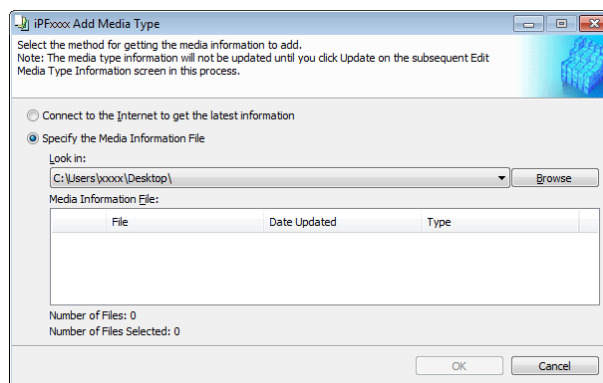 iPFxxxx Add Media Type
Select the method for getting the media information to add.
Note: The media type information will not be updated until you click Update on the subsequent Edit
Media Type Information screen in this process.
Connect to the Internet to get the latest information
Specify the Media Information File
Look in:
C:\Users\xxxx\Desktop\
Browse
Media Information File:
File Date Updated Type
Number of Files: 0
Number of Files Selected: 0
OK Cancel